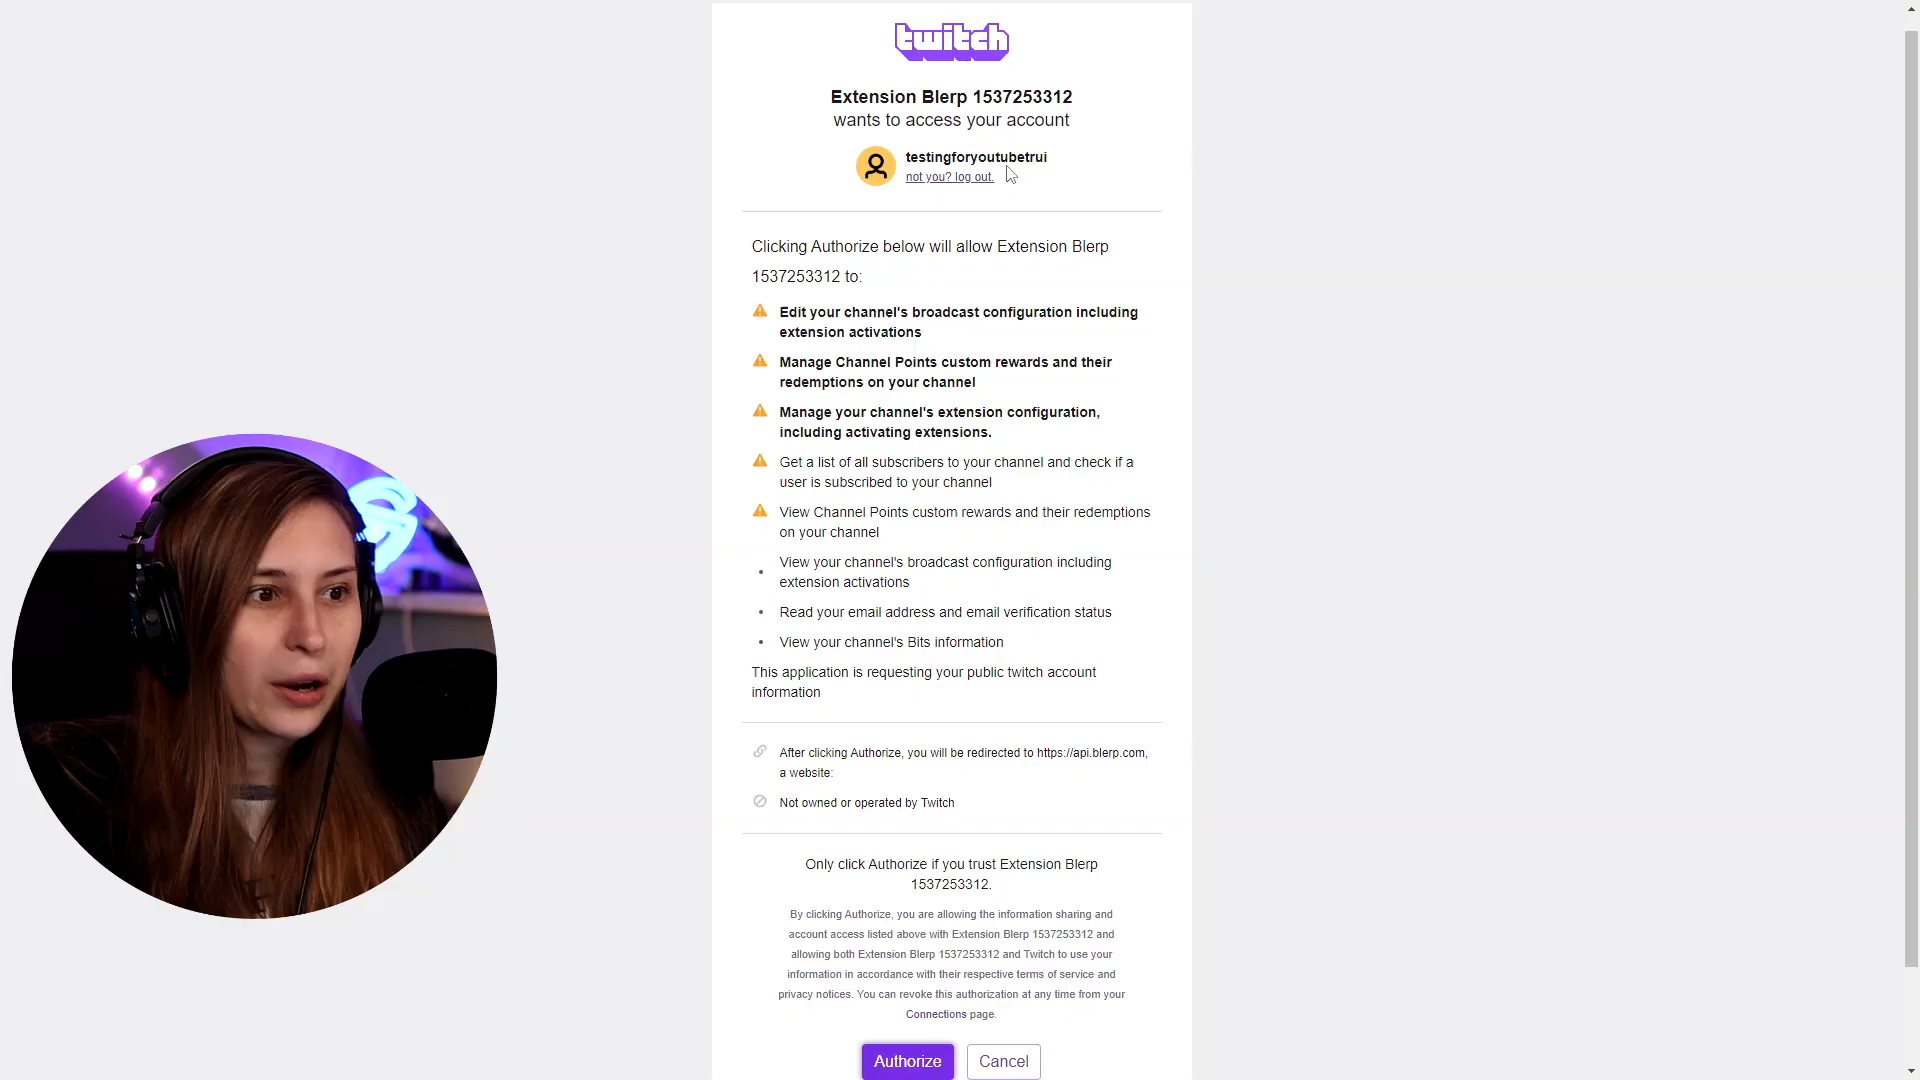 twitch
Extension Blerp 1537253312
wants to access your account
testingforyoutubetrui
not you? log out.
Clicking Authorize below will allow Extension Blerp
1537253312 to:
Edit your channel's broadcast configuration including
extension activations
Manage Channel Points custom rewards and their
redemptions on your channel
Manage your channel's extension configuration,
including activating extensions.
Get a list of all subscribers to your channel and check if a
user is subscribed to your channel
View Channel Points custom rewards and their redemptions
on your channel
• View your channel's broadcast configuration including
extension activations
• Read your email address and email verification status
• View your channel's Bits information
This application is requesting your public twitch account
information
After clicking Authorize, you will be redirected to https://api.blerp.com,
a website:
Not owned or operated by Twitch
Only click Authorize if you trust Extension Blerp
1537253312.
By clicking Authorize, you are allowing the information sharing and
account access listed above with Extension Blerp 1537253312 and
allowing both Extension Blerp 1537253312 and Twitch to use your
information in accordance with their respective terms of service and
privacy notices. You can revoke this authorization at any time from your
Connections page.
Authorize Cancel